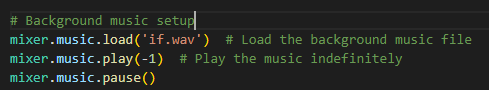 # Background music setup
mixer.music.load('if.wav')  # Load the background music file
mixer.music.play(-1)  # Play the music indefinitely
mixer.music.pause()